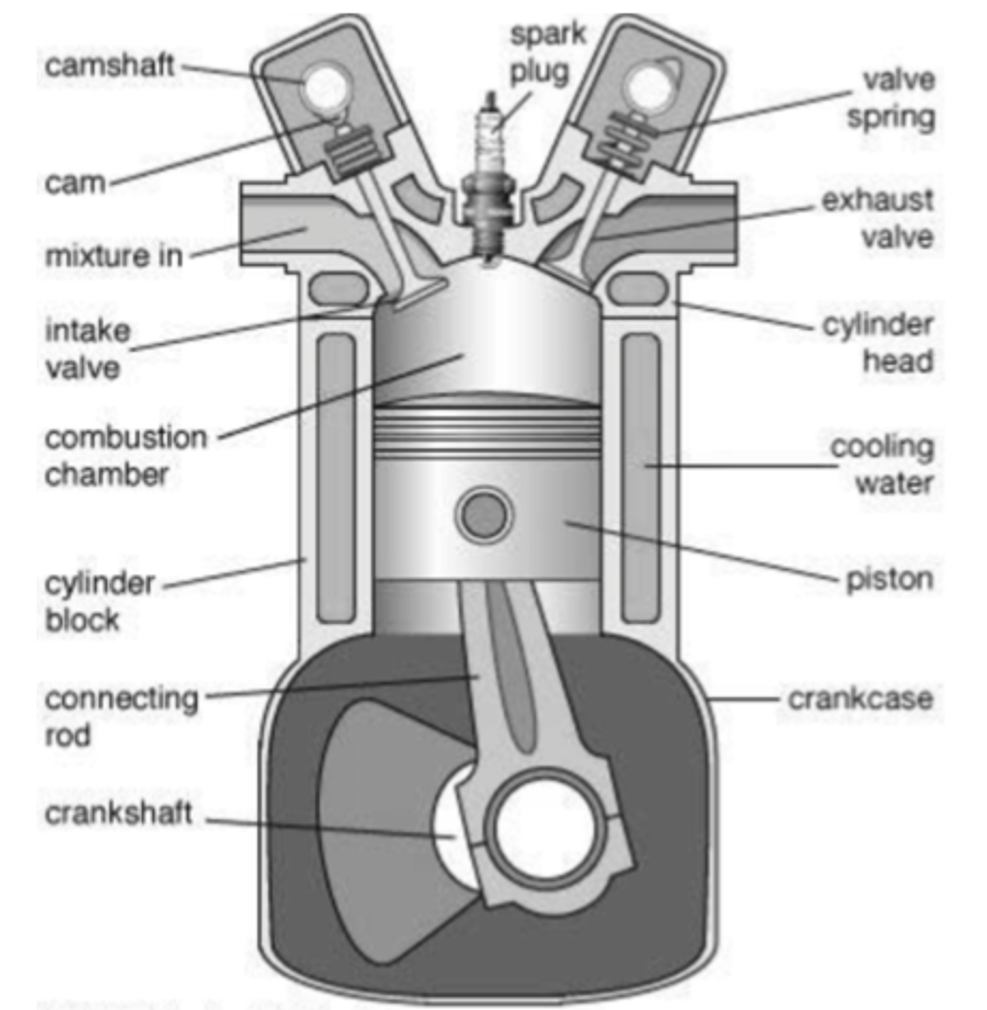 camshaft
cam
mixture in
intake
valve
combustion
chamber
cylinder
block
connecting
rod
crankshaft
spark
plug
valve
spring
exhaust
valve
cylinder
head
cooling
water
piston
crankcase